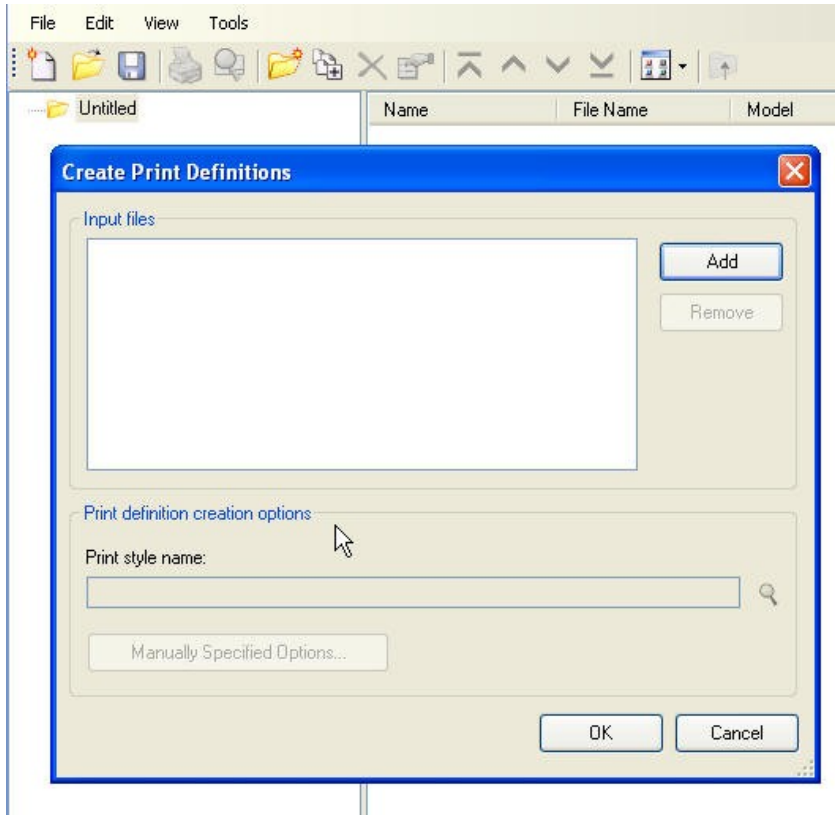 File Edit View Tools
Untitled
Name File Name Model
Create Print Definitions
Input files
Add
Remove
Print definition creation options
Print style name:
Manually Specified Options...
OK Cancel